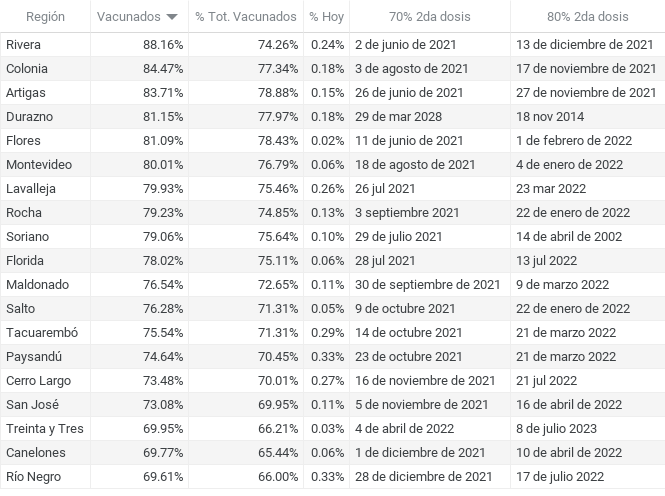 Región Vacunados % Tot. Vacunados % Hoy 70% 2da dosis 80% 2da dosis
Rivera 88.16% 74.26% 0.24% 2 de junio de 2021 13 de diciembre de 2021
Colonia 84.47% 77.34% 0.18% 3 de agosto de 2021 17 de noviembre de 2021
Artigas 83.71% 78.88% 0.15% 26 de junio de 2021 27 de noviembre de 2021
Durazno 81.15% 77.97% 0.18% 29 de mar 2028 18 nov 2014
Flores 81.09% 78.43% 0.02% 11 de junio de 2021 1 de febrero de 2022
Montevideo 80.01% 76.79% 0.06% 18 de agosto de 2021 4 de enero de 2022
Lavalleja 79.93% 75.46% 0.26% 26 jul 2021 23 mar 2022
Rocha 79.23% 74.85% 0.13% 3 septiembre 2021 22 de enero de 2022
Soriano 79.06% 75.64% 0.10% 29 de julio 2021 14 de abril de 2002
Florida 78.02% 75.11% 0.06% 28 jul 2021 13 jul 2022
Maldonado 76.54% 72.65% 0.11% 30 de septiembre de 2021 9 de marzo 2022
Salto 76.28% 71.31% 0.05% 9 de octubre 2021 22 de enero de 2022
Tacuarembó 75.54% 71.31% 0.29% 14 de octubre 2021 21 de marzo 2022
Paysandú 74.64% 70.45% 0.33% 23 de octubre 2021 21 de marzo 2022
Cerro Largo 73.48% 70.01% 0.27% 16 de noviembre de 2021 21 jul 2022
San José 73.08% 69.95% 0.11% 5 de noviembre de 2021 16 de abril de 2022
Treinta y Tres 69.95% 66.21% 0.03% 4 de abril de 2022 8 de julio 2023
Canelones 69.77% 65.44% 0.06% 1 de diciembre de 2021 10 de abril de 2022
Río Negro 69.61% 66.00% 0.33% 28 de diciembre de 2021 17 de julio 2022